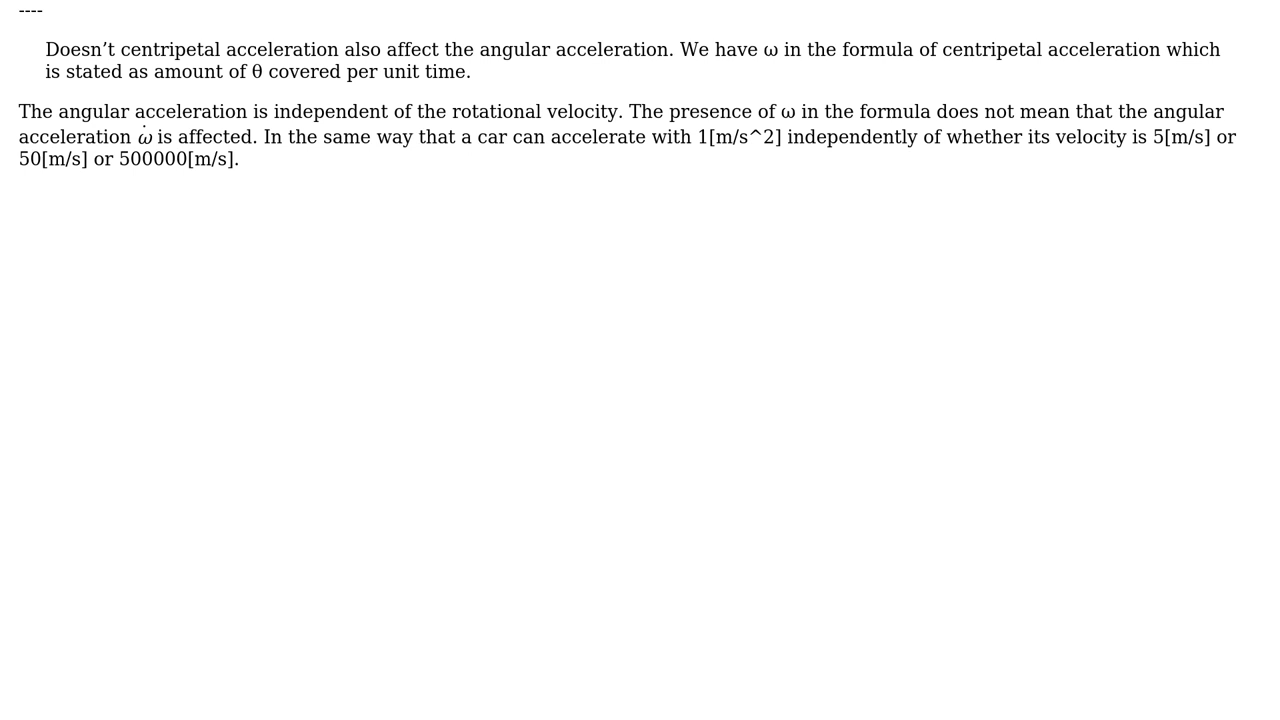 ----
Doesn’t centripetal acceleration also affect the angular acceleration. We have ω in the formula of centripetal acceleration which
is stated as amount of θ covered per unit time.
The angular acceleration is independent of the rotational velocity. The presence of ω in the formula does not mean that the angular
acceleration ω̇ is affected. In the same way that a car can accelerate with 1[m/s^2] independently of whether its velocity is 5[m/s] or
50[m/s] or 500000[m/s].